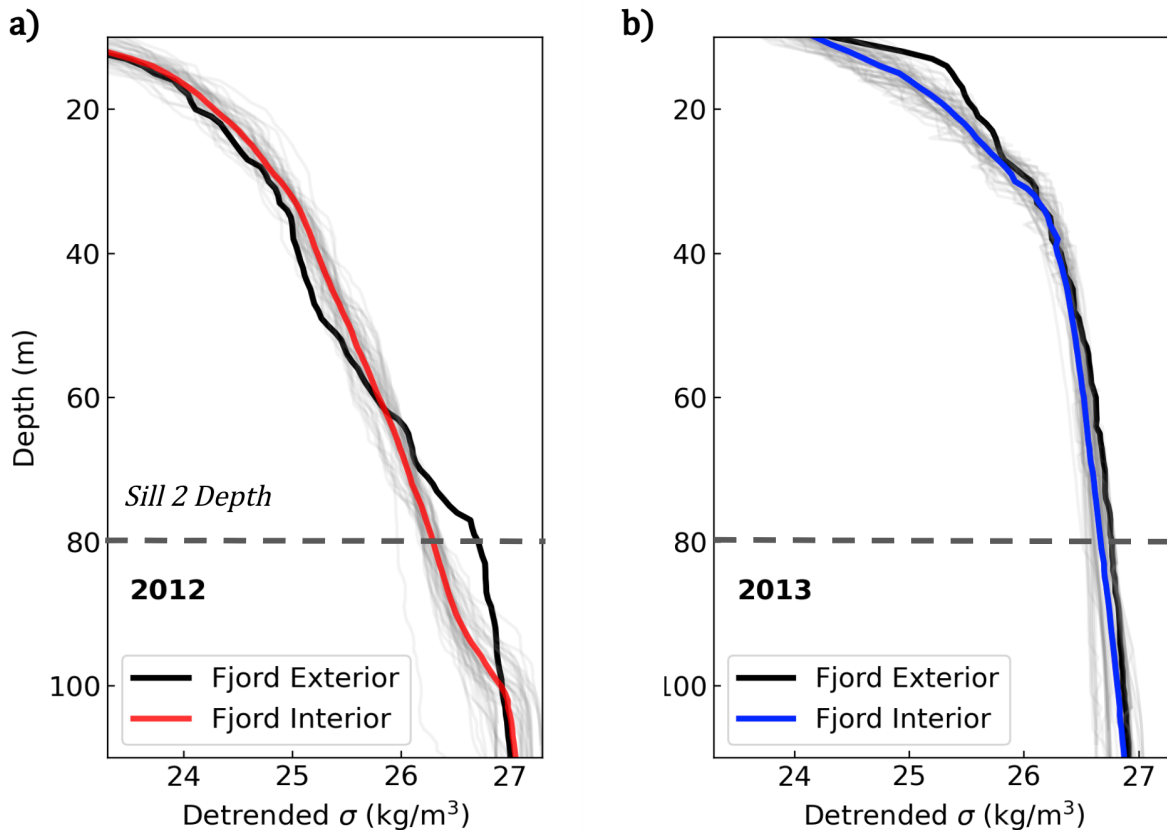 a)
20
40
60
80
100
Depth (m)
Sill 2 Depth
2012
Fjord Exterior
Fjord Interior
24 25 26 27
Detrended σ (kg/m³)
b)
20
40
60
80
100
2013
Fjord Exterior
Fjord Interior
24 25 26 27
Detrended σ (kg/m³)